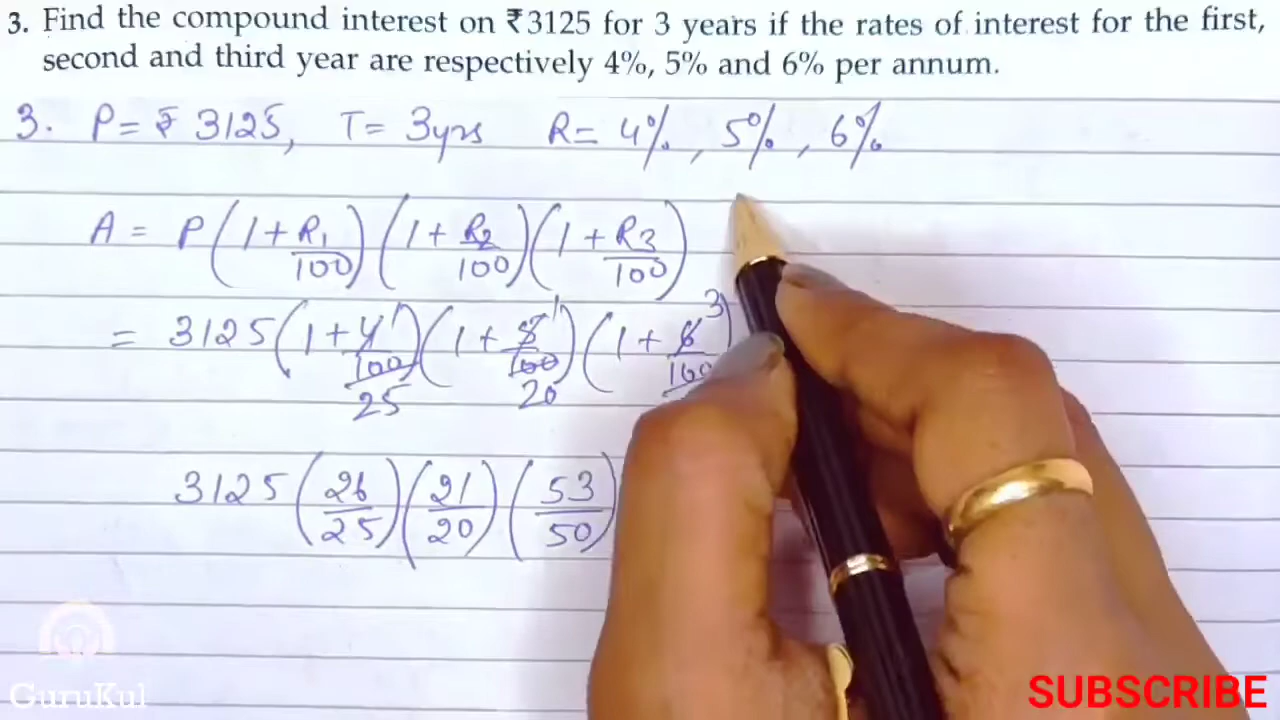 3. Find the compound interest on ₹3125 for 3 years if the rates of interest for the first,
second and third year are respectively 4%, 5% and 6% per annum.
3. P = ₹ 3125, T = 3yrs R = 4%, 5%, 6%
A = P(1 + R1/100)(1 + R2/100)(1 + R3/100)
= 3125(1 + 4 1/100 25)(1 + 5 1/100 20)(1 + 6 3/100)
3125(26/25)(21/20)(53/50)
GuruKul
SUBSCRIBE